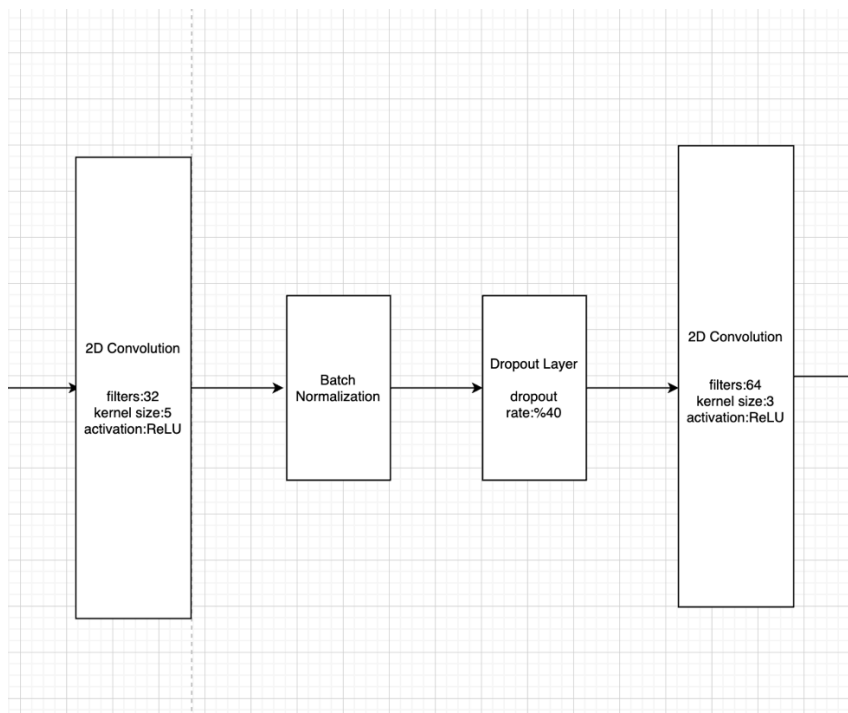 2D Convolution
filters:32
kernel size:5
activation:ReLU
Batch
Normalization
Dropout Layer
dropout
rate:%40
2D Convolution
filters:64
kernel size:3
activation:ReLU